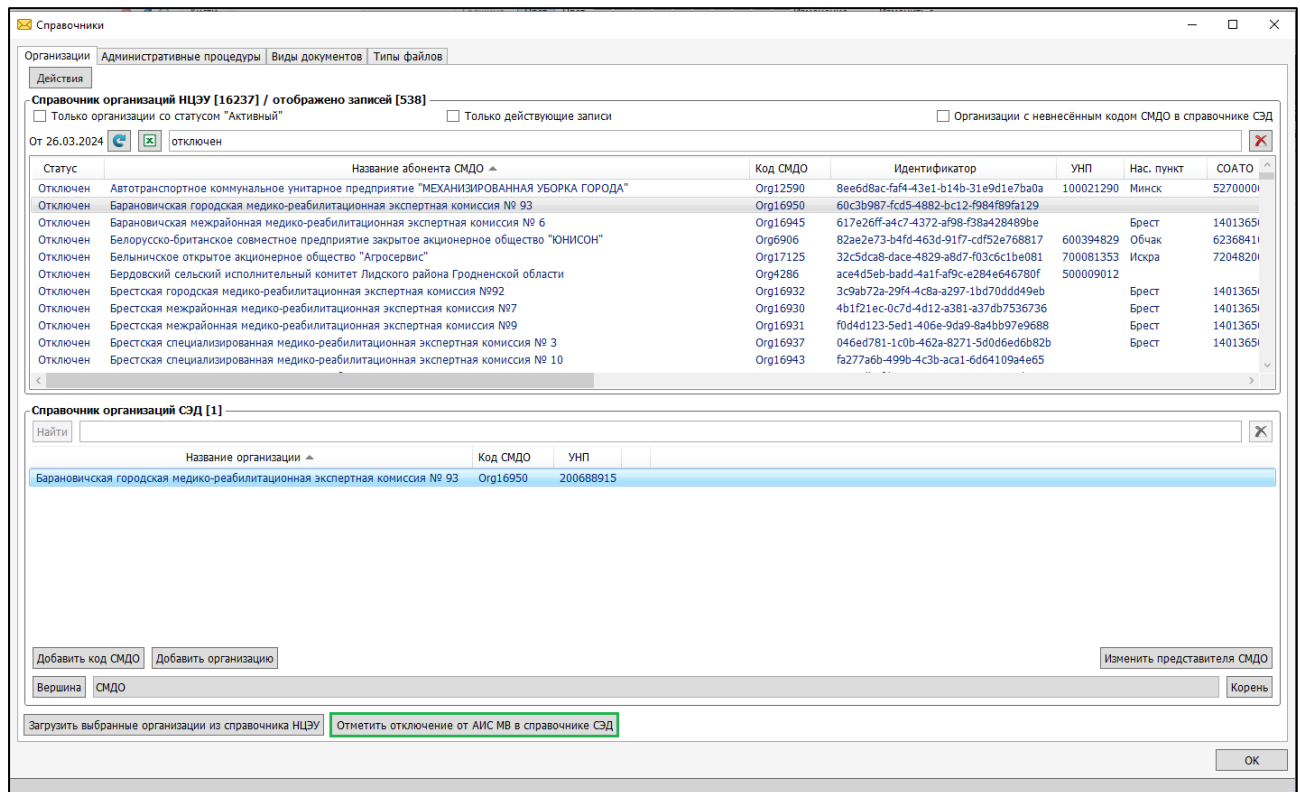 Справочники
Организации Административные процедуры Виды документов Типы файлов
Действия
Справочник организаций НЦЭУ [16237] / отображено записей [538]
Только организации со статусом "Активный" Только действующие записи Организации с невнесённым кодом СМДО в справочнике СЭД
От 26.03.2024 отключен
Статус Название абонента СМДО Код СМДО Идентификатор УНП Нас. пункт СОАТО
Отключен Автотранспортное коммунальное унитарное предприятие "МЕХАНИЗИРОВАННАЯ УБОРКА ГОРОДА" Org12590 8ee6d8ac-faf4-43e1-b14b-31e9d1e7ba0a 100021290 Минск 5270000
Отключен Барановичская городская медико-реабилитационная экспертная комиссия № 93 Org16950 60c3b987-fcd5-4882-bc12-f984f89fa129
Отключен Барановичская межрайонная медико-реабилитационная экспертная комиссия № 6 Org16945 617e26ff-a4c7-4372-af98-f38a428489be Брест 1401365
Отключен Белорусско-британское совместное предприятие закрытое акционерное общество "ЮНИСОН" Org6906 82ae2e73-b4fd-463d-91f7-cdf52e768817 600394829 Обчак 6236841
Отключен Белыничское открытое акционерное общество "Агросервис" Org17125 32c5dca8-dace-4829-a8d7-f03c6c1be081 700081353 Искра 7204820
Отключен Бердовский сельский исполнительный комитет Лидского района Гродненской области Org4286 ace4d5eb-badd-4a1f-af9c-e284e646780f 500009012
Отключен Брестская городская медико-реабилитационная экспертная комиссия №92 Org16932 3c9ab72a-29f4-4c8a-a297-1bd70ddd49eb Брест 1401365
Отключен Брестская межрайонная медико-реабилитационная экспертная комиссия №7 Org16930 4b1f21ec-0c7d-4d12-a381-a37db7536736 Брест 1401365
Отключен Брестская межрайонная медико-реабилитационная экспертная комиссия №9 Org16931 f0d4d123-5ed1-406e-9da9-8a4bb97e9688 Брест 1401365
Отключен Брестская специализированная медико-реабилитационная экспертная комиссия № 3 Org16937 046ed781-1c0b-462a-8271-5d0d6ed6b82b Брест 1401365
Отключен Брестская специализированная медико-реабилитационная экспертная комиссия № 10 Org16943 fa277a6b-499b-4c3b-aca1-6d64109a4e65
Справочник организаций СЭД [1]
Найти
Название организации Код СМДО УНП
Барановичская городская медико-реабилитационная экспертная комиссия № 93 Org16950 200688915
Добавить код СМДО Добавить организацию Изменить представителя СМДО
Вершина СМДО Корень
Загрузить выбранные организации из справочника НЦЭУ Отметить отключение от АИС МВ в справочнике СЭД
ОК